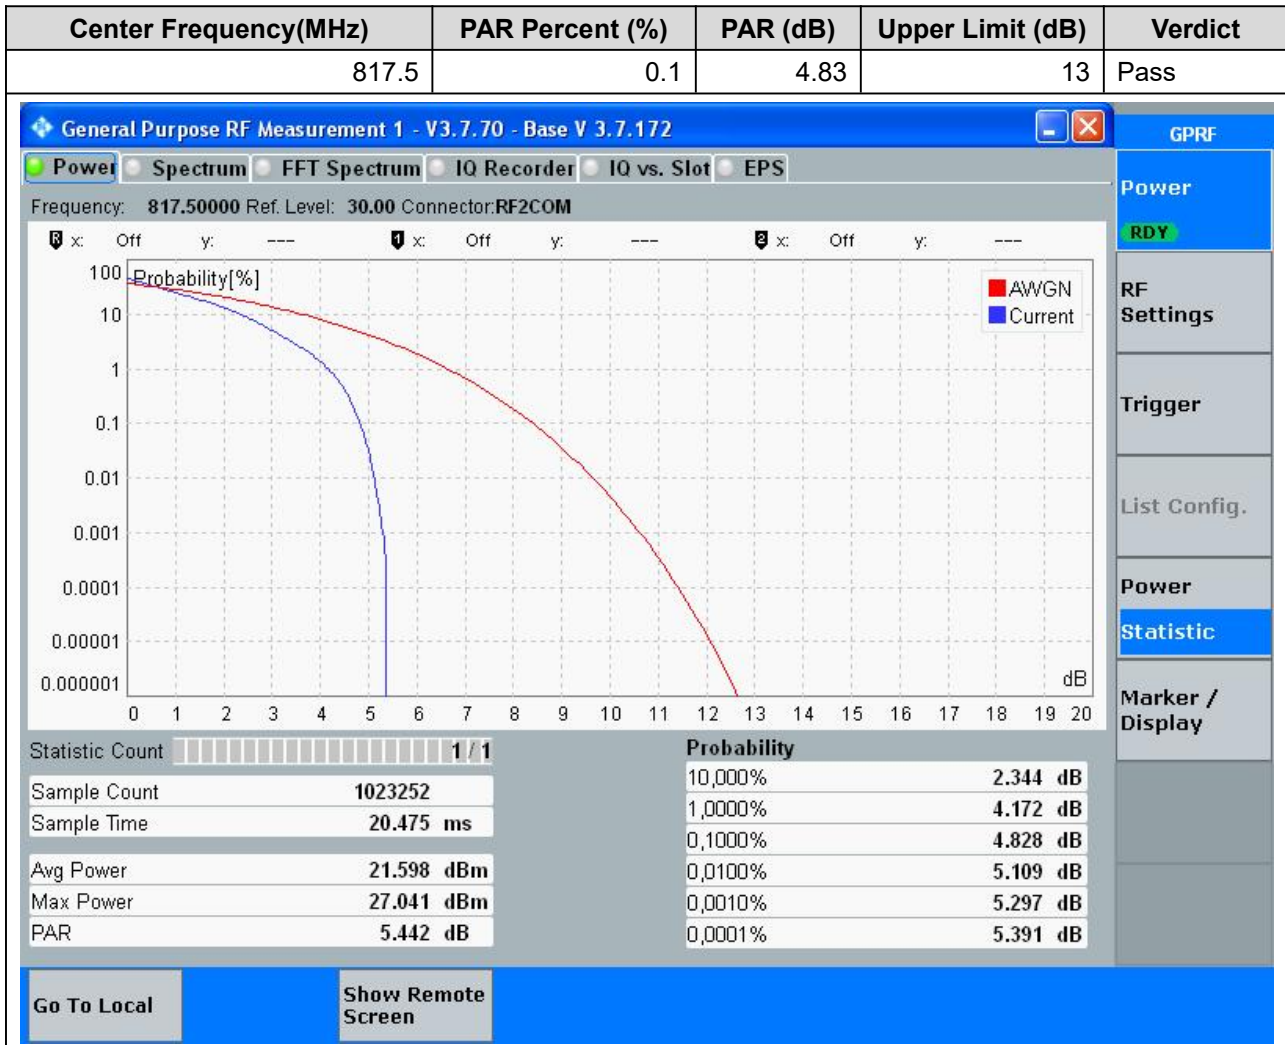 Center Frequency(MHz) PAR Percent (%) PAR (dB) Upper Limit (dB) Verdict
817.5 0.1 4.83 13 Pass
General Purpose RF Measurement 1 - V3.7.70 - Base V 3.7.172
GPRF
Power Spectrum FFT Spectrum IQ Recorder IQ vs. Slot EPS
Frequency: 817.50000 Ref. Level: 30.00 Connector:RF2COM
R x: Off y: --- 1 x: Off y: --- 2 x: Off y: ---
Probability[%]
AWGN
Current
100
10
1
0.1
0.01
0.001
0.0001
0.00001
0.000001
dB
0 1 2 3 4 5 6 7 8 9 10 11 12 13 14 15 16 17 18 19 20
Statistic Count 1 / 1
Sample Count 1023252
Sample Time 20.475 ms
Avg Power 21.598 dBm
Max Power 27.041 dBm
PAR 5.442 dB
Probability
10,000% 2.344 dB
1,0000% 4.172 dB
0,1000% 4.828 dB
0,0100% 5.109 dB
0,0010% 5.297 dB
0,0001% 5.391 dB
Power
RDY
RF
Settings
Trigger
List Config.
Power
Statistic
Marker /
Display
Go To Local
Show Remote
Screen